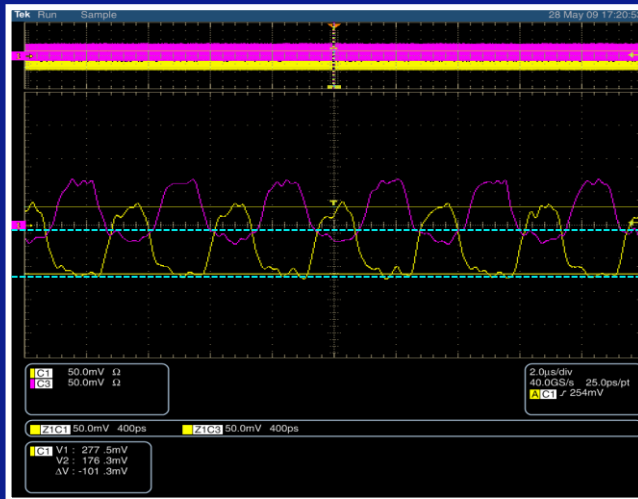 Tek Run Sample 28 May 09 17:20:53
C1 50.0mV Ω
C3 50.0mV Ω
2.0µs/div
40.0GS/s 25.0ps/pt
A C1 ∫ 254mV
Z1C1 50.0mV 400ps Z1C3 50.0mV 400ps
C1 V1 : 277 .5mV
V2 : 176 .3mV
ΔV : -101 .3mV